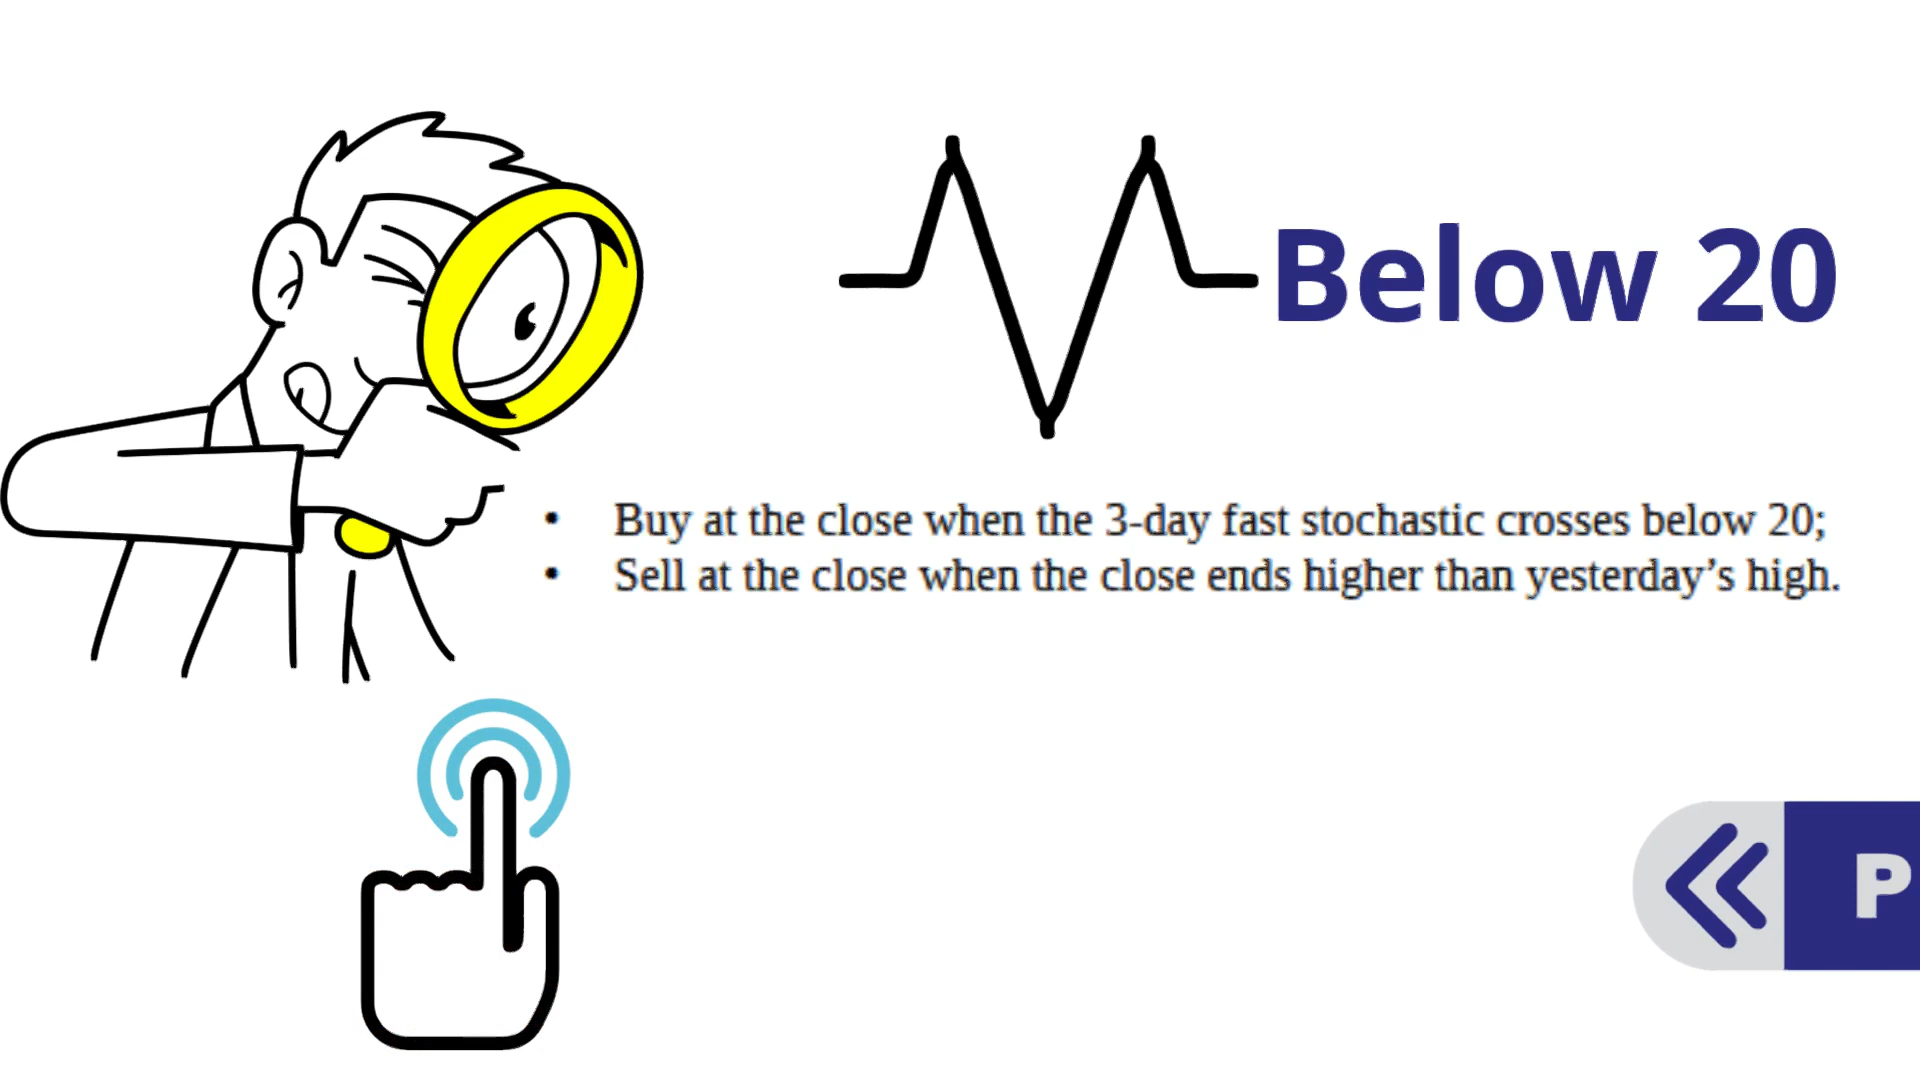 Below 20
• Buy at the close when the 3-day fast stochastic crosses below 20;
• Sell at the close when the close ends higher than yesterday’s high.
P